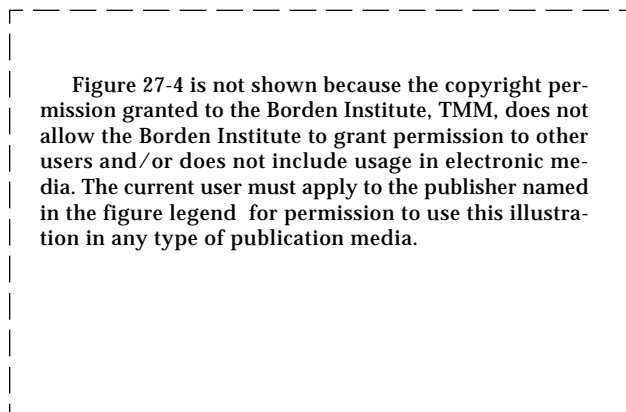 Figure 27-4 is not shown because the copyright per-
mission granted to the Borden Institute, TMM, does not
allow the Borden Institute to grant permission to other
users and/or does not include usage in electronic me-
dia. The current user must apply to the publisher named
in the figure legend for permission to use this illustra-
tion in any type of publication media.